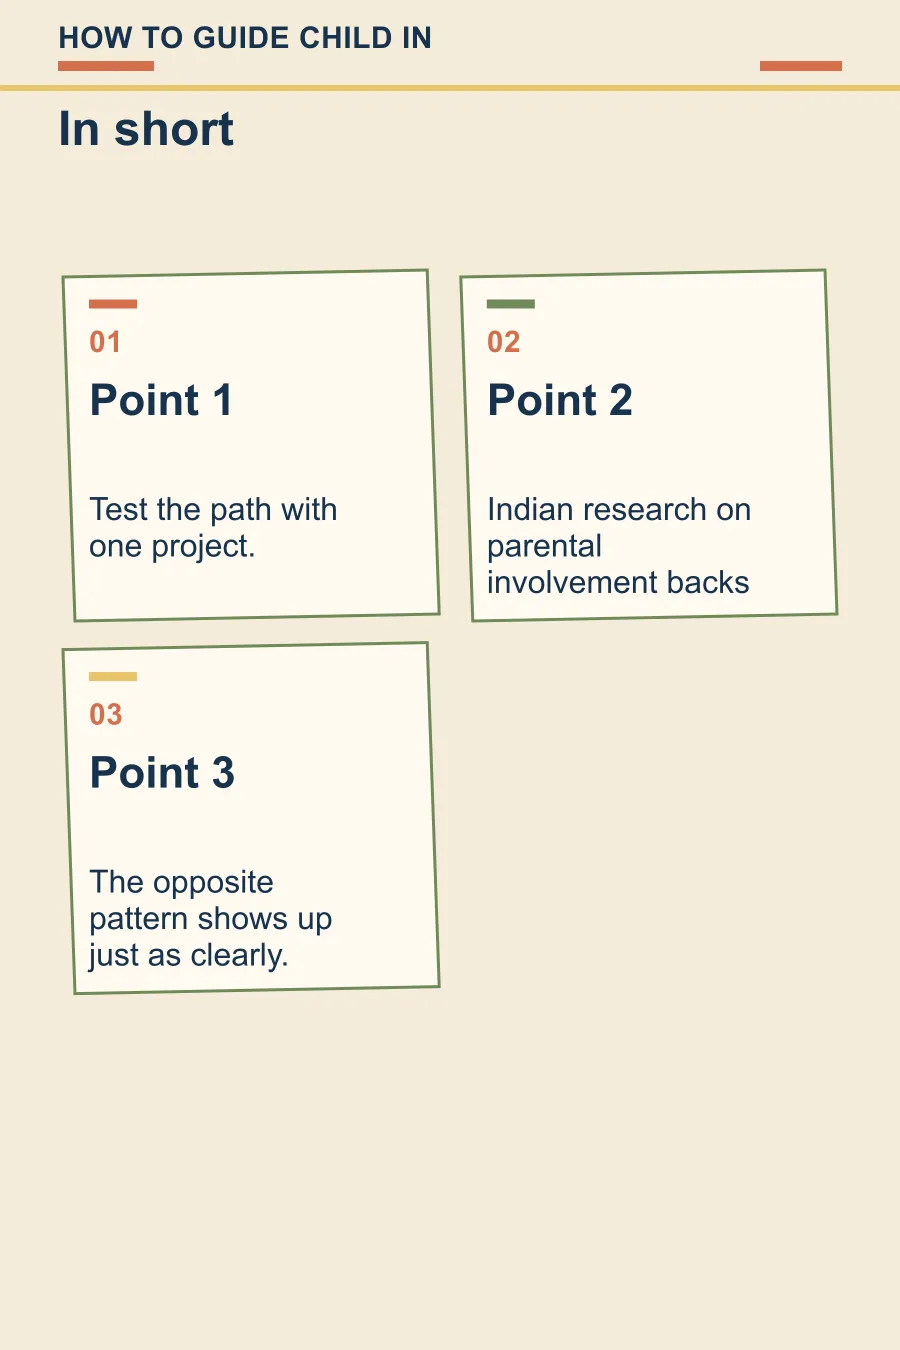 HOW TO GUIDE CHILD IN
In short
01
Point 1
Test the path with
one project.
02
Point 2
Indian research on
parental
involvement backs
03
Point 3
The opposite
pattern shows up
just as clearly.